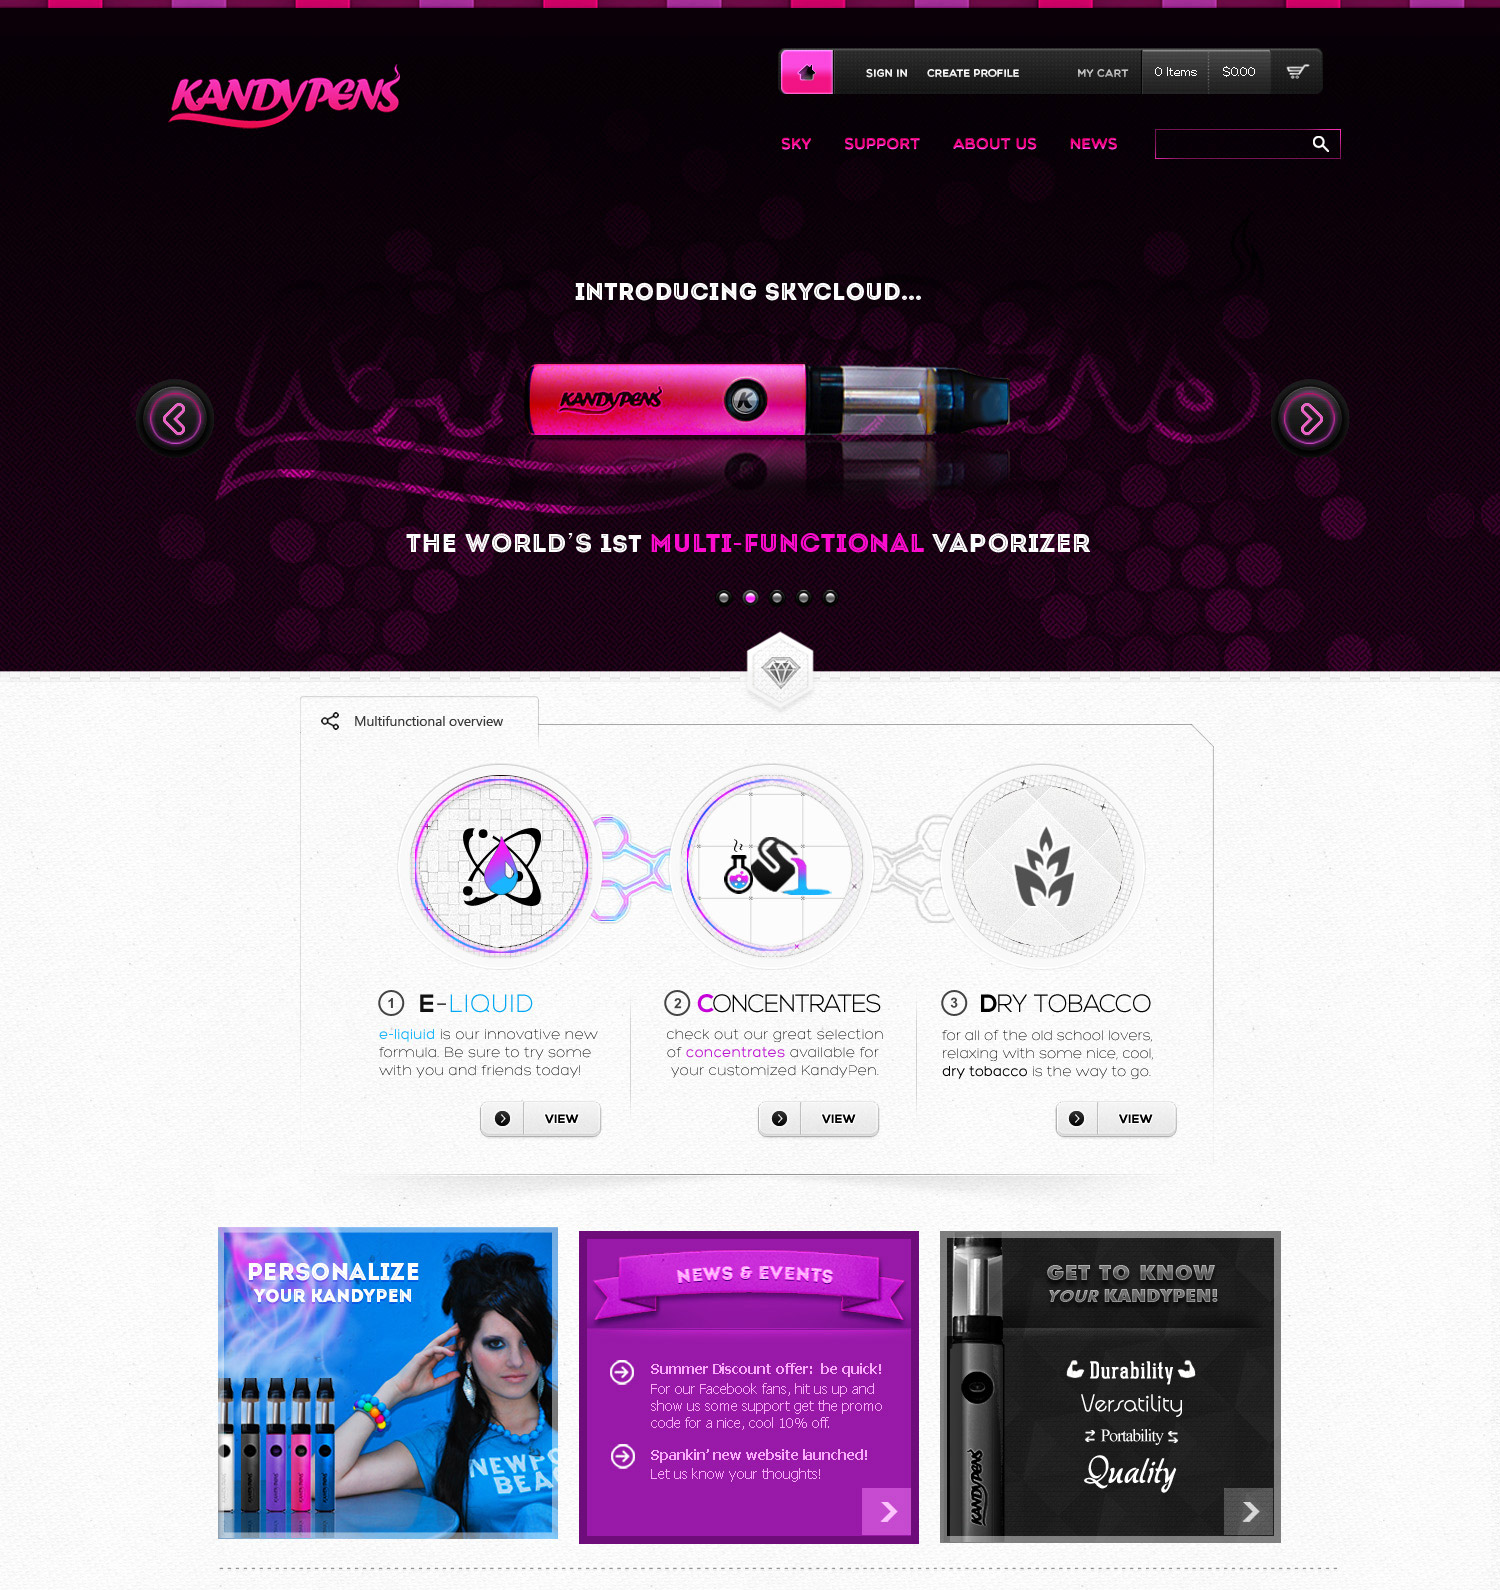 KANDYPENS
SIGN IN CREATE PROFILE MY CART 0 Items $0.00
SKY SUPPORT ABOUT US NEWS
INTRODUCING SKYCLOUD...
KANDYPENS
K
THE WORLD'S 1ST MULTI-FUNCTIONAL VAPORIZER
Multifunctional overview
1 E-LIQUID
e-liqiuid is our innovative new
formula. Be sure to try some
with you and friends today!
VIEW
2 CONCENTRATES
check out our great selection
of concentrates available for
your customized KandyPen.
VIEW
3 DRY TOBACCO
for all of the old school lovers,
relaxing with some nice, cool,
dry tobacco is the way to go.
VIEW
PERSONALIZE
YOUR KANDYPEN
NEWPO
BEA
NEWS & EVENTS
Summer Discount offer: be quick!
For our Facebook fans, hit us up and
show us some support get the promo
code for a nice, cool 10% off.
Spankin' new website launched!
Let us know your thoughts!
GET TO KNOW
YOUR KANDYPEN!
Durability
Versatility
Portability
Quality
KANDYPENS